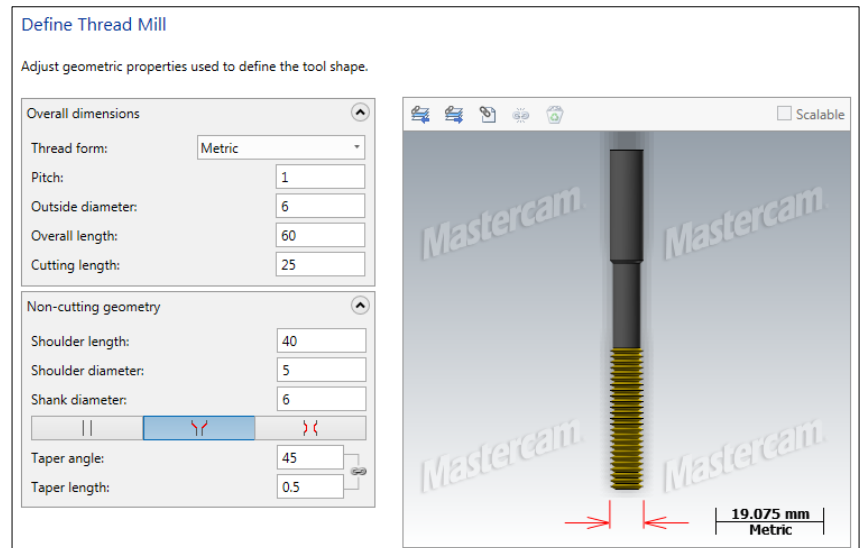 Define Thread Mill
Adjust geometric properties used to define the tool shape.
Overall dimensions
Thread form: Metric
Pitch: 1
Outside diameter: 6
Overall length: 60
Cutting length: 25
Non-cutting geometry
Shoulder length: 40
Shoulder diameter: 5
Shank diameter: 6
Taper angle: 45
Taper length: 0.5
Scalable
Mastercam. Mastercam.
Mastercam. Mastercam.
19.075 mm
Metric